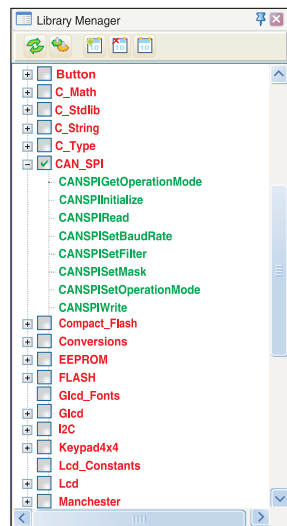 Library Menager
Button
C_Math
C_Stdlib
C_String
C_Type
CAN_SPI
CANSPIGetOperationMode
CANSPIInitialize
CANSPIRead
CANSPISetBaudRate
CANSPISetFilter
CANSPISetMask
CANSPISetOperationMode
CANSPIWrite
Compact_Flash
Conversions
EEPROM
FLASH
Glcd_Fonts
Glcd
I2C
Keypad4x4
Lcd_Constants
Lcd
Manchester